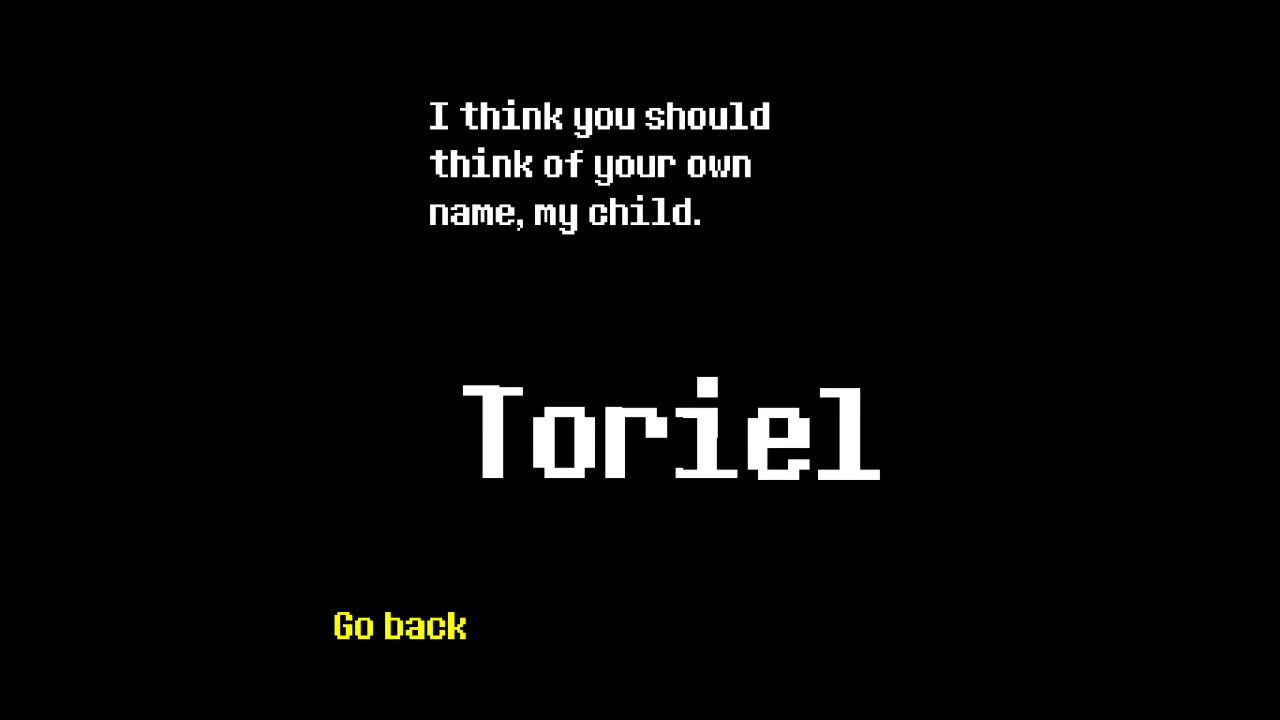 I think you should
think of your own
name, my child.
Toriel
Go back